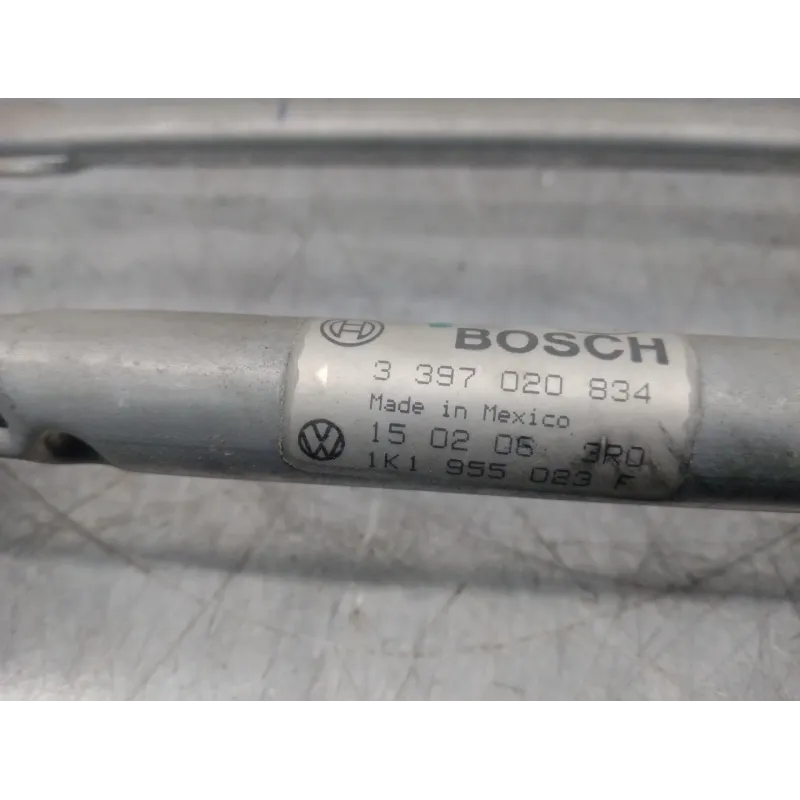 BOSCH
3 397 020 834
Made in Mexico
15 02 06 3R0
1K1 955 023 F